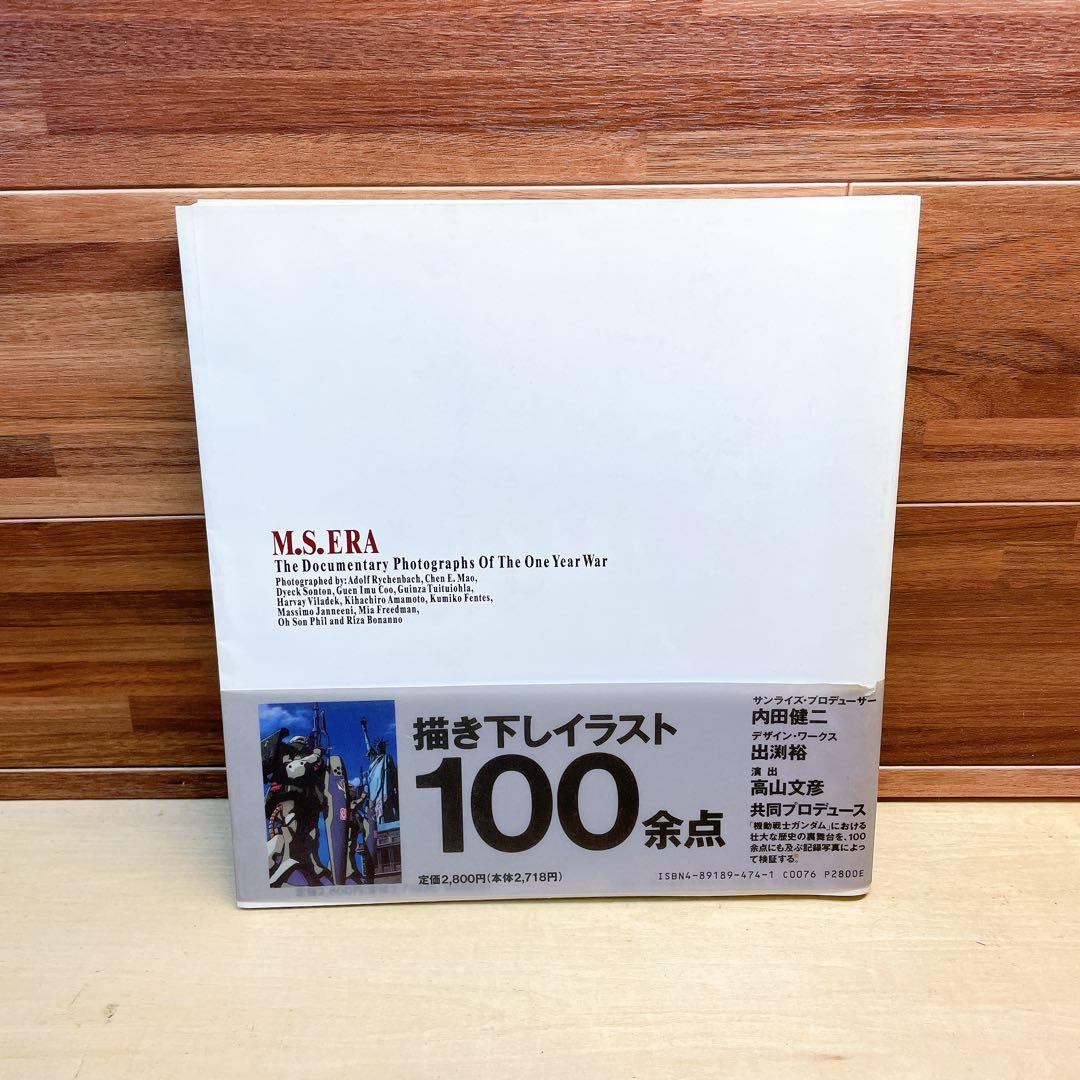 M.S.ERA
The Documentary Photographs Of The One Year War
Photographed by: Adolf Rychenbach, Chen E. Mao,
Dyeck Sonton, Guen Imu Coo, Guinza Tuituiohla,
Harvay Viladek, Kihachiro Amamoto, Kumiko Fentes,
Massimo Janneeni, Mia Freedman,
Oh Son Phil and Riza Bonanno
描き下しイラスト
100余点
定価2,800円(本体2,718円)
サンライズ・プロデューサー
内田健二
デザイン・ワークス
出渕裕
演出
高山文彦
共同プロデュース
「機動戦士ガンダム」における
壮大な歴史の裏舞台を、100
余点にも及ぶ記録写真によっ
て検証する。
ISBN4-89189-474-1 C0076 P2800E